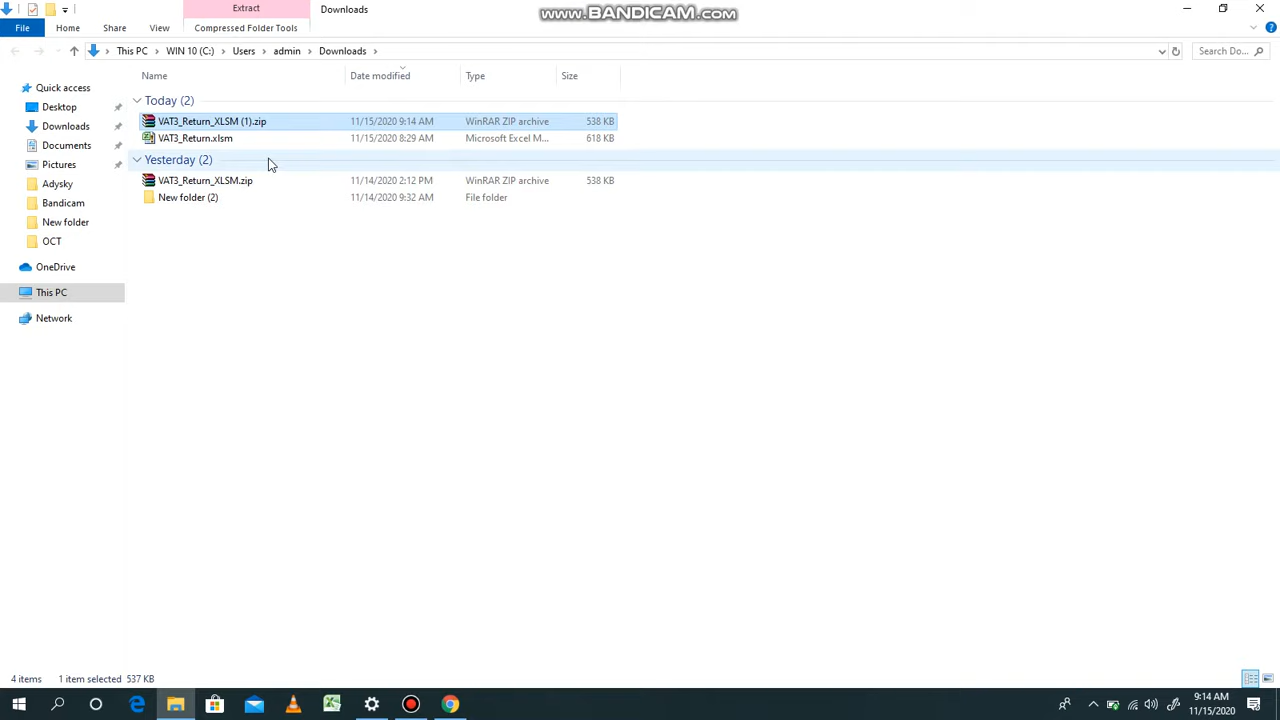 Extract
Downloads
www.BANDICAM.com
File
Home
Share
View
Compressed Folder Tools
This PC
WIN 10 (C:)
Users
admin
Downloads
Search Do...
Name
Date modified
Type
Size
Quick access
Desktop
Downloads
Documents
Pictures
Adysky
Bandicam
New folder
OCT
OneDrive
This PC
Network
Today (2)
VAT3_Return_XLSM (1).zip 11/15/2020 9:14 AM WinRAR ZIP archive 538 KB
VAT3_Return.xlsm 11/15/2020 8:29 AM Microsoft Excel M... 618 KB
Yesterday (2)
VAT3_Return_XLSM.zip 11/14/2020 2:12 PM WinRAR ZIP archive 538 KB
New folder (2) 11/14/2020 9:32 AM File folder
4 items
1 item selected 537 KB
9:14 AM
11/15/2020